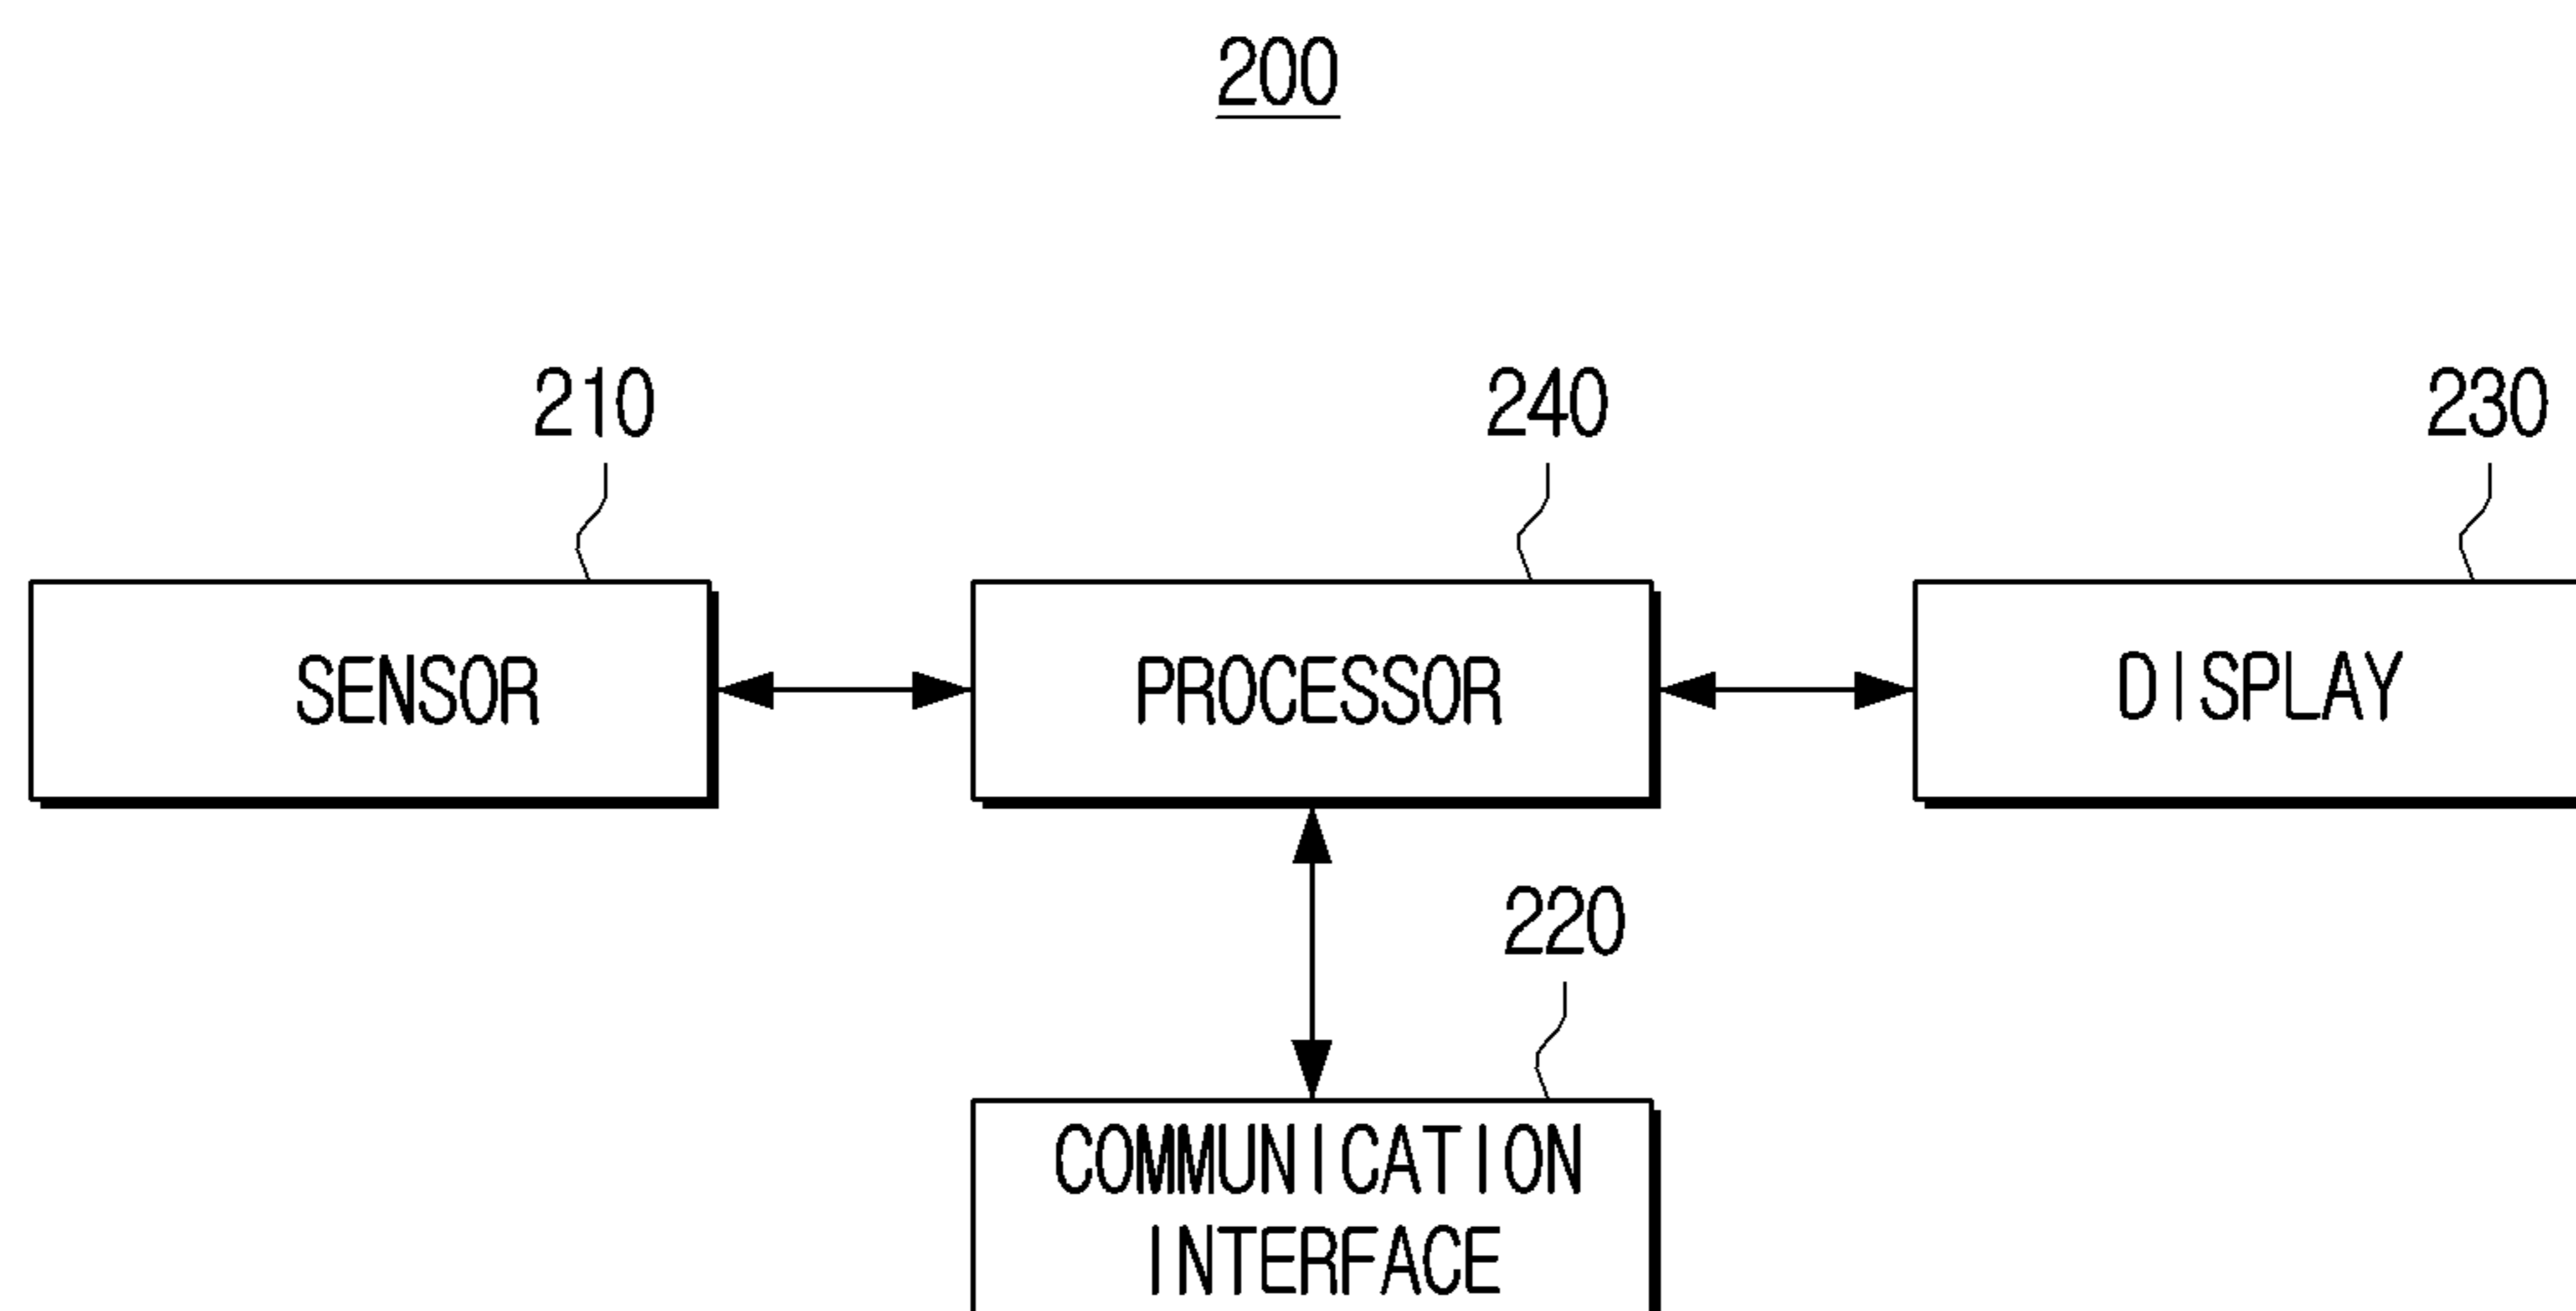 200
210
240
230
SENSOR
PROCESSOR
DISPLAY
220
COMMUNICATION
INTERFACE